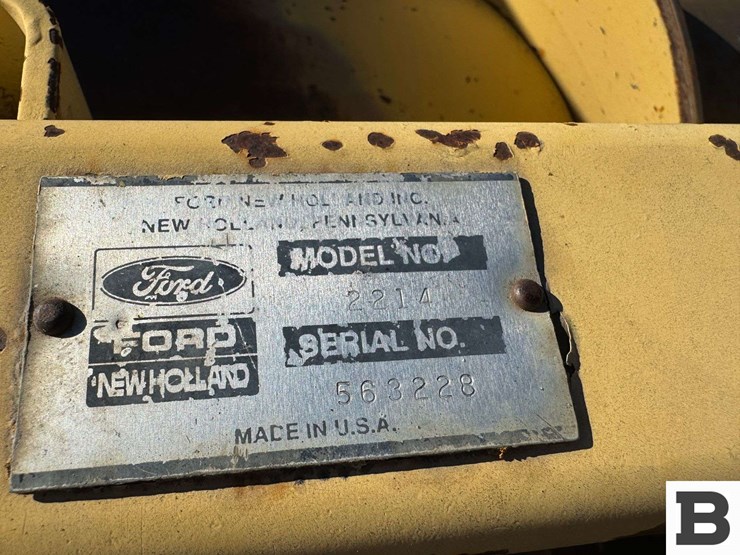 FORD NEW HOLLAND INC.
NEW HOLLAND, PENNSYLVANIA
MODEL NO.
2214
Ford
FORD
NEW HOLLAND
SERIAL NO.
563228
MADE IN U.S.A.
B